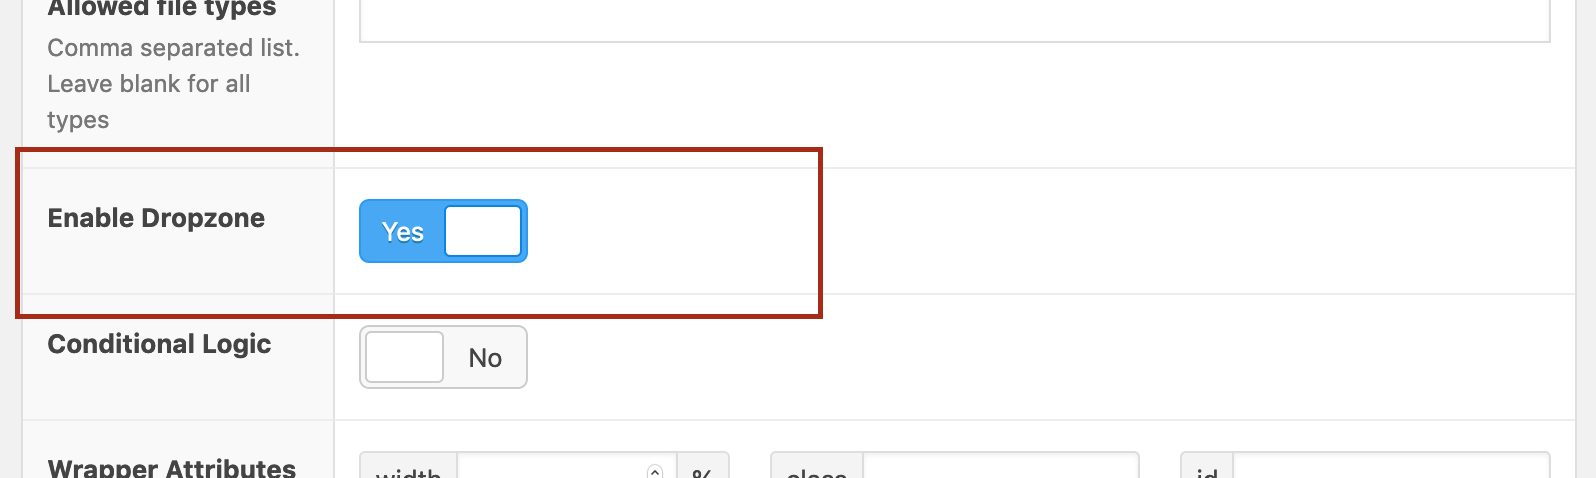 Allowed file types
Comma separated list.
Leave blank for all
types
Enable Dropzone
Yes
Conditional Logic
No
Wrapper Attributes
width
%
class
id